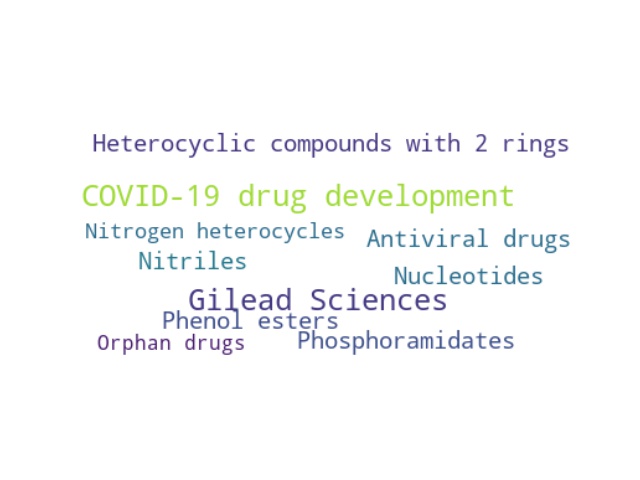 Heterocyclic compounds with 2 rings
COVID-19 drug development
Nitrogen heterocycles
Antiviral drugs
Nitriles
Nucleotides
Gilead Sciences
Phenol esters
Orphan drugs
Phosphoramidates